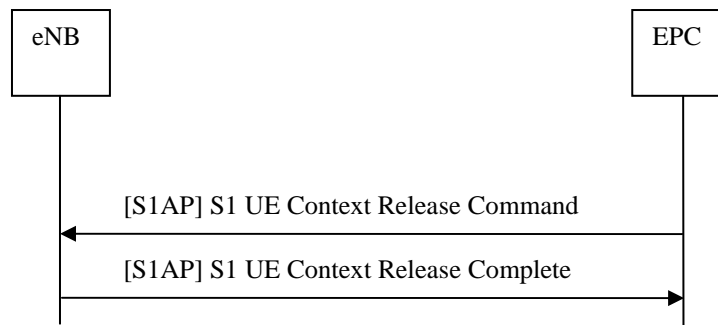 eNB
EPC
[S1AP] S1 UE Context Release Command
[S1AP] S1 UE Context Release Complete